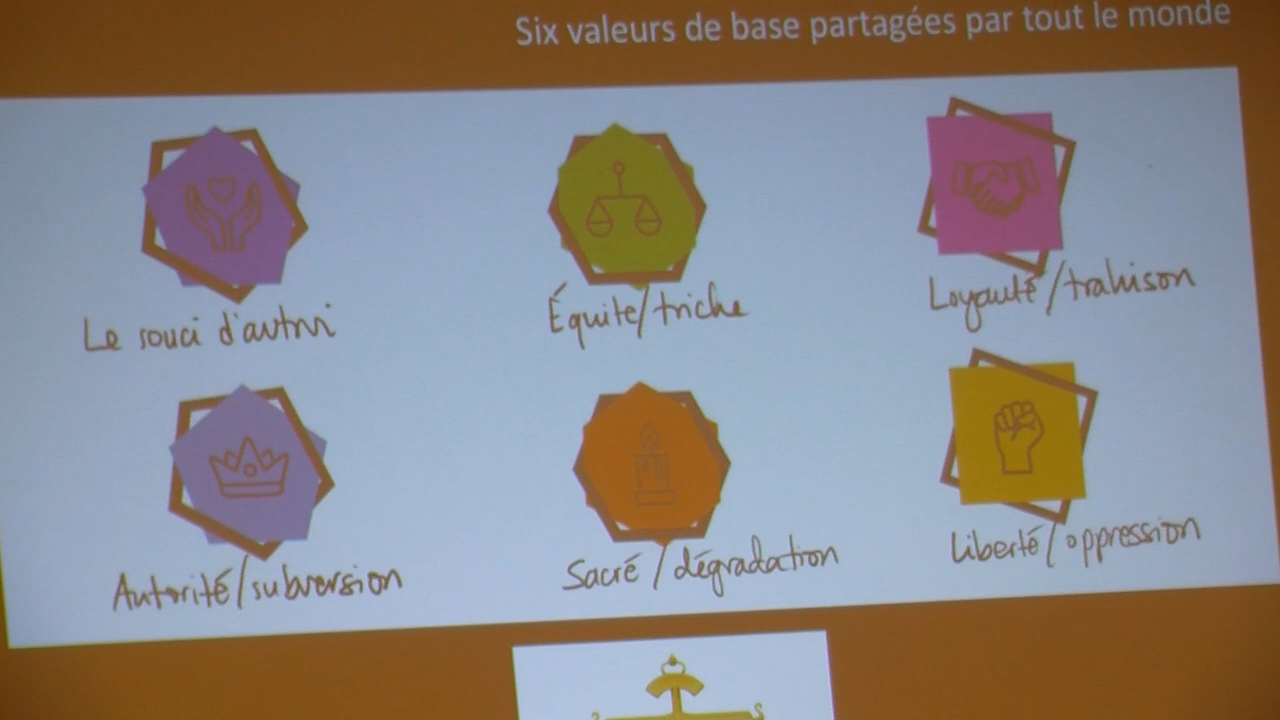 Six valeurs de base partagées par tout le monde
Le souci d'autrui
Équité/triche
Loyauté/trahison
Autorité/subversion
Sacré/dégradation
Liberté/oppression